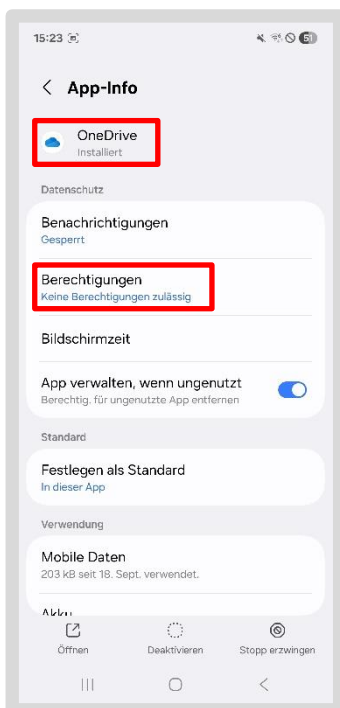 15:23
51
App-Info
OneDrive
Installiert
Datenschutz
Benachrichtigungen
Gesperrt
Berechtigungen
Keine Berechtigungen zulässig
Bildschirmzeit
App verwalten, wenn ungenutzt
Berechtig. für ungenutzte App entfernen
Standard
Festlegen als Standard
In dieser App
Verwendung
Mobile Daten
203 kB seit 18. Sept. verwendet.
Akku
Öffnen Deaktivieren Stopp erzwingen